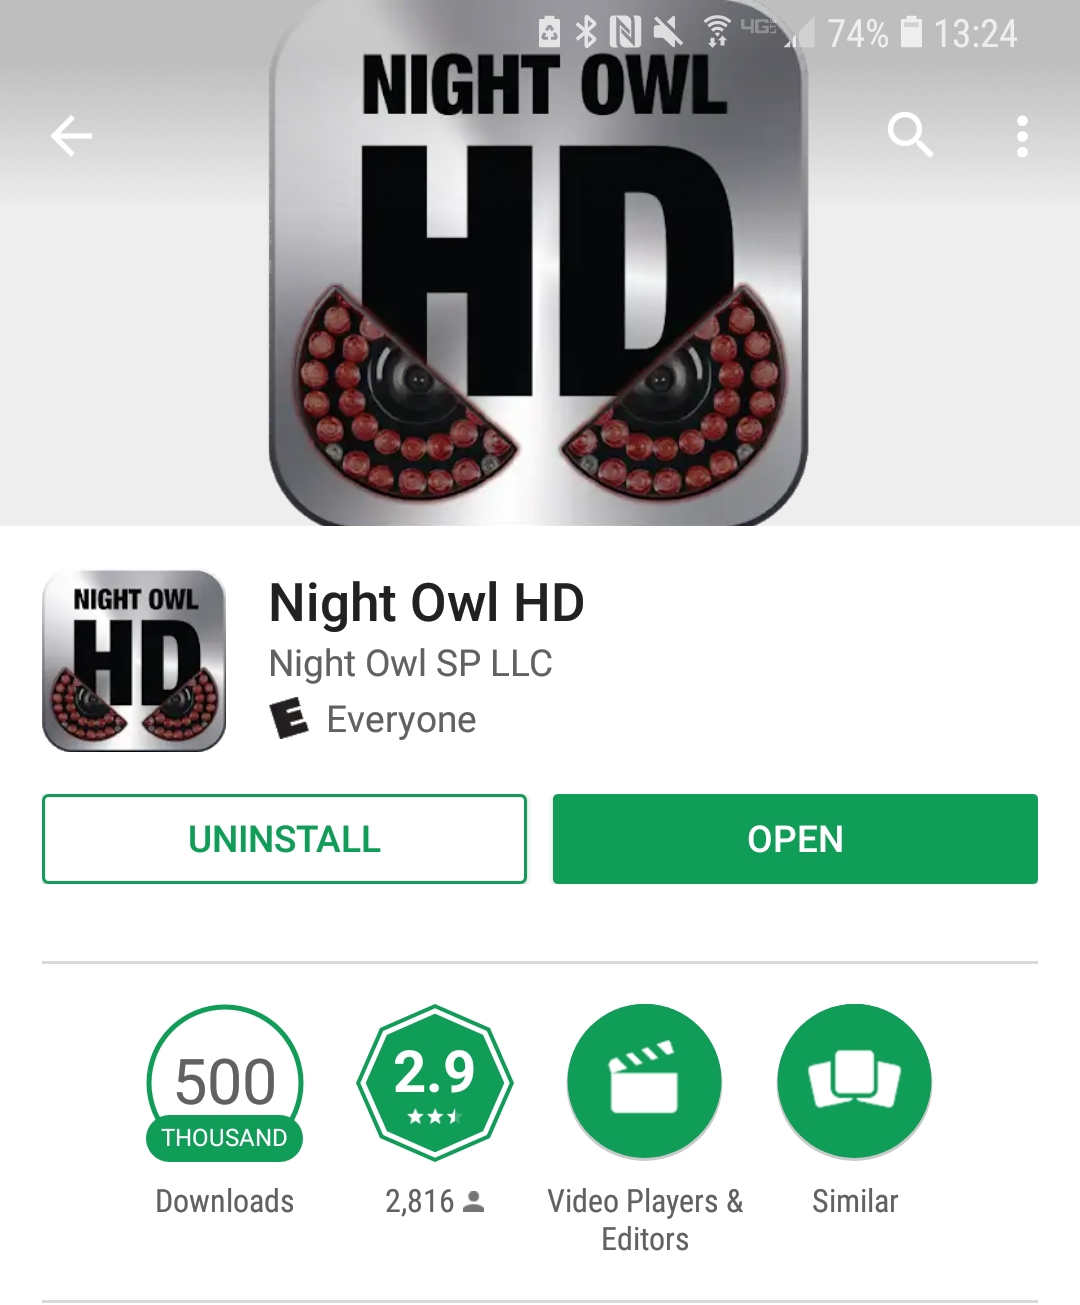 4G 74% 13:24
NIGHT OWL
HD
NIGHT OWL
HD
Night Owl HD
Night Owl SP LLC
E Everyone
UNINSTALL
OPEN
500
THOUSAND
Downloads
2.9
2,816
Video Players &
Editors
Similar